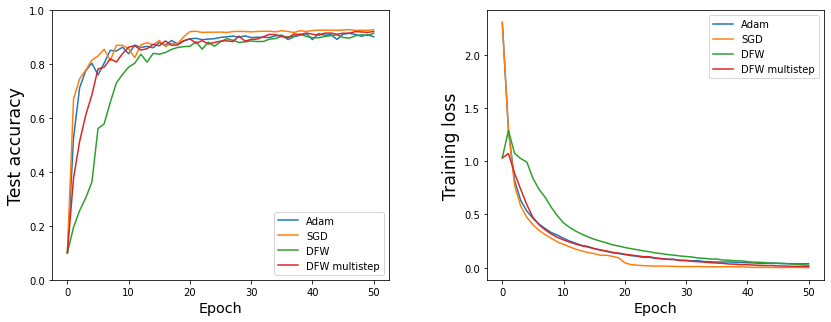 Test accuracy
1.0
0.8
0.6
0.4
0.2
0.0
0
10
20
30
40
50
Epoch
Adam
SGD
DFW
DFW multistep
Training loss
2.0
1.5
1.0
0.5
0.0
0
10
20
30
40
50
Epoch
Adam
SGD
DFW
DFW multistep